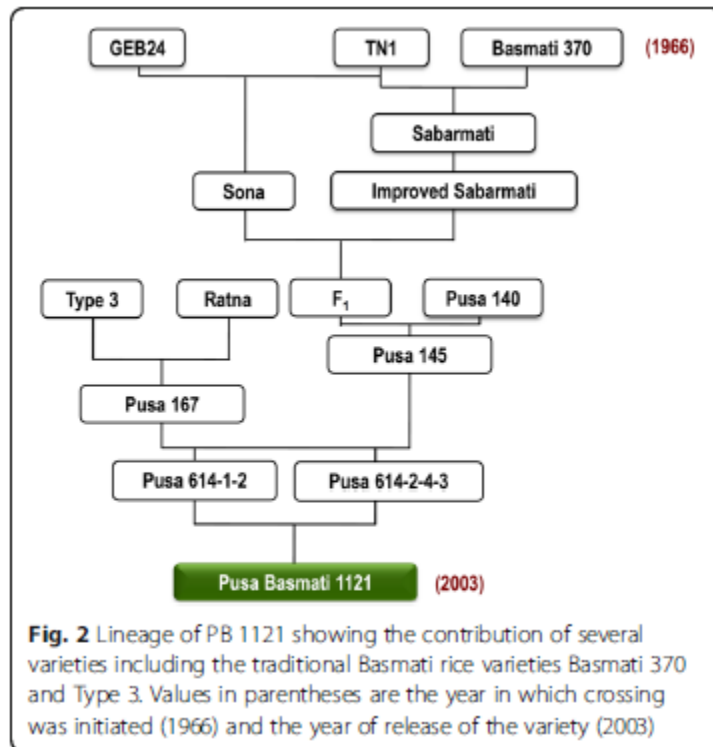 GEB24 TN1 Basmati 370 (1966)
Sabarmati
Sona Improved Sabarmati
Type 3 Ratna F₁ Pusa 140
Pusa 145
Pusa 167
Pusa 614-1-2 Pusa 614-2-4-3
Pusa Basmati 1121 (2003)
Fig. 2 Lineage of PB 1121 showing the contribution of several
varieties including the traditional Basmati rice varieties Basmati 370
and Type 3. Values in parentheses are the year in which crossing
was initiated (1966) and the year of release of the variety (2003)